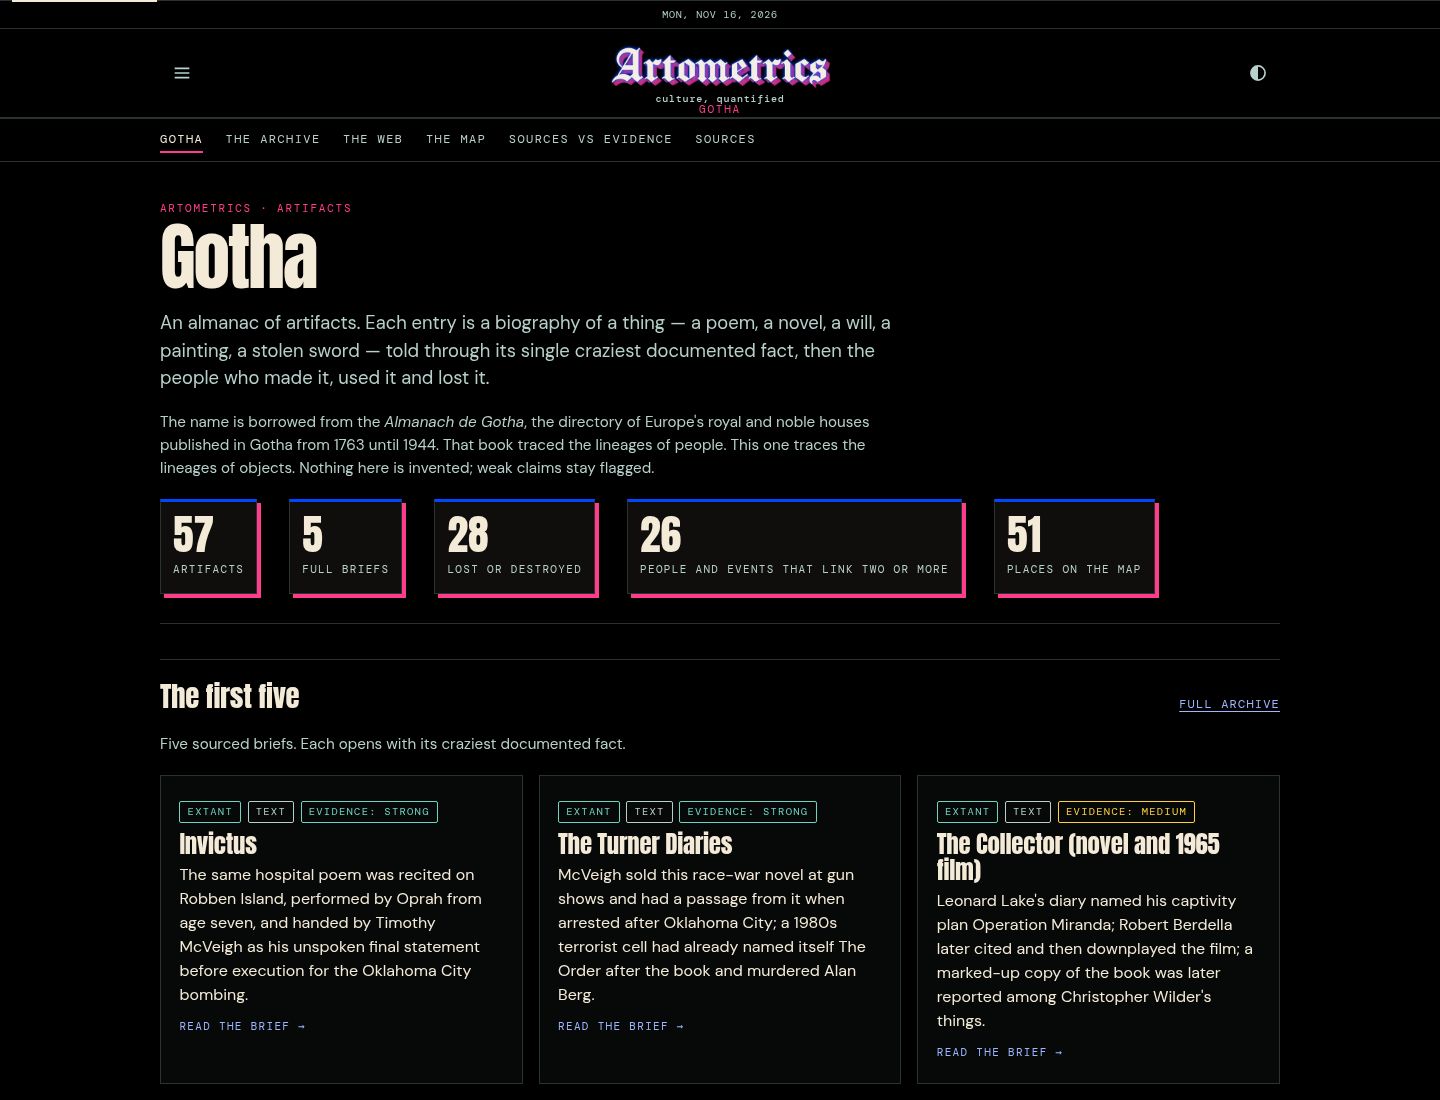 MON, NOV 16, 2026
Artometrics
culture, quantified
GOTHA
GOTHA THE ARCHIVE THE WEB THE MAP SOURCES VS EVIDENCE SOURCES
ARTOMETRICS · ARTIFACTS
Gotha
An almanac of artifacts. Each entry is a biography of a thing — a poem, a novel, a will, a
painting, a stolen sword — told through its single craziest documented fact, then the
people who made it, used it and lost it.
The name is borrowed from the Almanach de Gotha, the directory of Europe's royal and noble houses
published in Gotha from 1763 until 1944. That book traced the lineages of people. This one traces the
lineages of objects. Nothing here is invented; weak claims stay flagged.
57
ARTIFACTS
5
FULL BRIEFS
28
LOST OR DESTROYED
26
PEOPLE AND EVENTS THAT LINK TWO OR MORE
51
PLACES ON THE MAP
The first five
FULL ARCHIVE
Five sourced briefs. Each opens with its craziest documented fact.
EXTANT TEXT EVIDENCE: STRONG
Invictus
The same hospital poem was recited on
Robben Island, performed by Oprah from
age seven, and handed by Timothy
McVeigh as his unspoken final statement
before execution for the Oklahoma City
bombing.
READ THE BRIEF →
EXTANT TEXT EVIDENCE: STRONG
The Turner Diaries
McVeigh sold this race-war novel at gun
shows and had a passage from it when
arrested after Oklahoma City; a 1980s
terrorist cell had already named itself The
Order after the book and murdered Alan
Berg.
READ THE BRIEF →
EXTANT TEXT EVIDENCE: MEDIUM
The Collector (novel and 1965
film)
Leonard Lake's diary named his captivity
plan Operation Miranda; Robert Berdella
later cited and then downplayed the film; a
marked-up copy of the book was later
reported among Christopher Wilder's
things.
READ THE BRIEF →